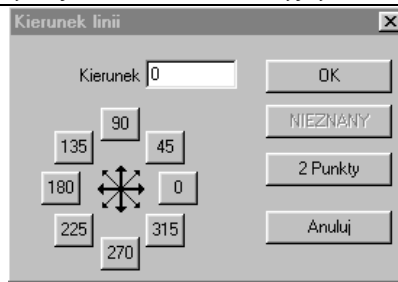 Kierunek linii
Kierunek 0
OK
NIEZNANY
2 Punkty
Anuluj
90
135 45
180 0
225 315
270